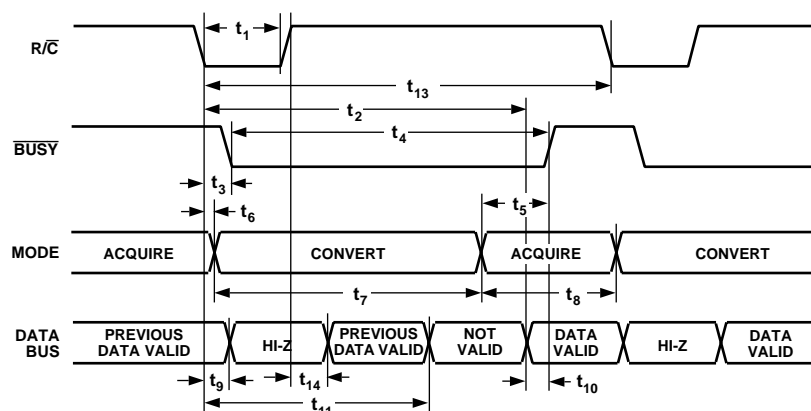 t1
R/C
t13
t2
BUSY
t4
t3
t5
t6
MODE
ACQUIRE
CONVERT
ACQUIRE
CONVERT
t7
t8
DATA
BUS
PREVIOUS
DATA VALID
HI-Z
PREVIOUS
DATA VALID
NOT
VALID
DATA
VALID
HI-Z
DATA
VALID
t9
t14
t10
t11